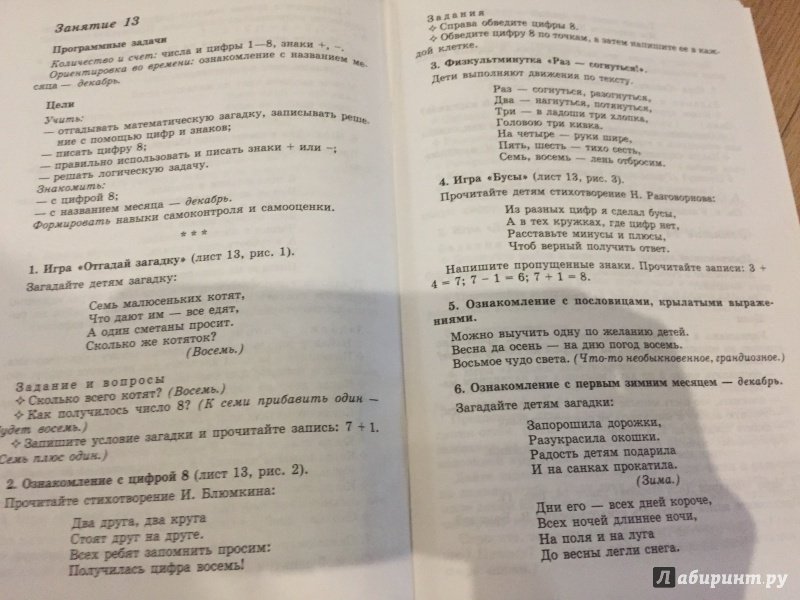 Занятие 13
Программные задачи
Количество и счет: числа и цифры 1—8, знаки +, –.
Ориентировка во времени: ознакомление с названием ме-
сяца — декабрь.
Цели
Учить:
— отгадывать математическую загадку, записывать реше-
ние с помощью цифр и знаков;
— писать цифру 8;
— правильно использовать и писать знаки + или –;
— решать логическую задачу.
Знакомить:
— с цифрой 8;
— с названием месяца — декабрь.
Формировать навыки самоконтроля и самооценки.
* * *
1. Игра «Отгадай загадку» (лист 13, рис. 1).
Загадайте детям загадку:
Семь малюсеньких котят,
Что дают им — все едят,
А один сметаны просит.
Сколько же котяток?
(Восемь.)
Задание и вопросы
✧ Сколько всего котят? (Восемь.)
✧ Как получилось число 8? (К семи прибавить один —
удет восемь.)
✧ Запишите условие загадки и прочитайте запись: 7 + 1.
Семь плюс один.)
2. Ознакомление с цифрой 8 (лист 13, рис. 2).
Прочитайте стихотворение И. Блюмкина:
Два друга, два круга
Стоят друг на друге.
Всех ребят запомнить просим:
Получилась цифра восемь!
Задания
✧ Справа обведите цифры 8.
✧ Обведите цифру 8 по точкам, а затем напишите ее в каж-
дой клетке.
3. Физкультминутка «Раз — согнуться!».
Дети выполняют движения по тексту.
Раз — согнуться, разогнуться,
Два — нагнуться, потянуться,
Три — в ладоши три хлопка,
Головою три кивка.
На четыре — руки шире,
Пять, шесть — тихо сесть,
Семь, восемь — лень отбросим.
4. Игра «Бусы» (лист 13, рис. 3).
Прочитайте детям стихотворение Н. Разговорова:
Из разных цифр я сделал бусы,
А в тех кружках, где цифр нет,
Расставьте минусы и плюсы,
Чтоб верный получить ответ.
Напишите пропущенные знаки. Прочитайте записи: 3 +
4 = 7; 7 – 1 = 6; 7 + 1 = 8.
5. Ознакомление с пословицами, крылатыми выраже-
ниями.
Можно выучить одну по желанию детей.
Весна да осень — на дню погод восемь.
Восьмое чудо света. (Что-то необыкновенное, грандиозное.)
6. Ознакомление с первым зимним месяцем — декабрь.
Загадайте детям загадки:
Запорошила дорожки,
Разукрасила окошки.
Радость детям подарила
И на санках прокатила.
(Зима.)
Дни его — всех дней короче,
Всех ночей длиннее ночи,
На поля и на луга
До весны легли снега.
Лабиринт.ру